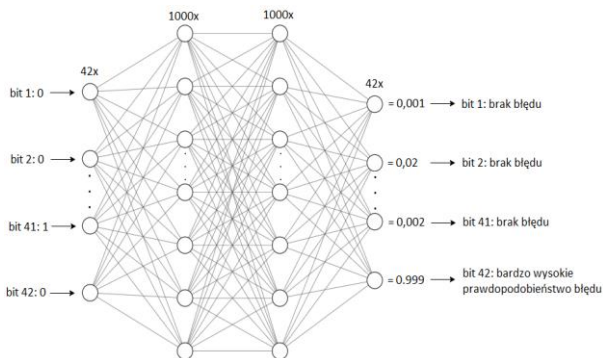 1000x
1000x
42x
42x
bit 1: 0
= 0,001
bit 1: brak błędu
bit 2: 0
= 0,02
bit 2: brak błędu
bit 41: 1
= 0,002
bit 41: brak błędu
bit 42: 0
= 0.999
bit 42: bardzo wysokie
prawdopodobieństwo błędu